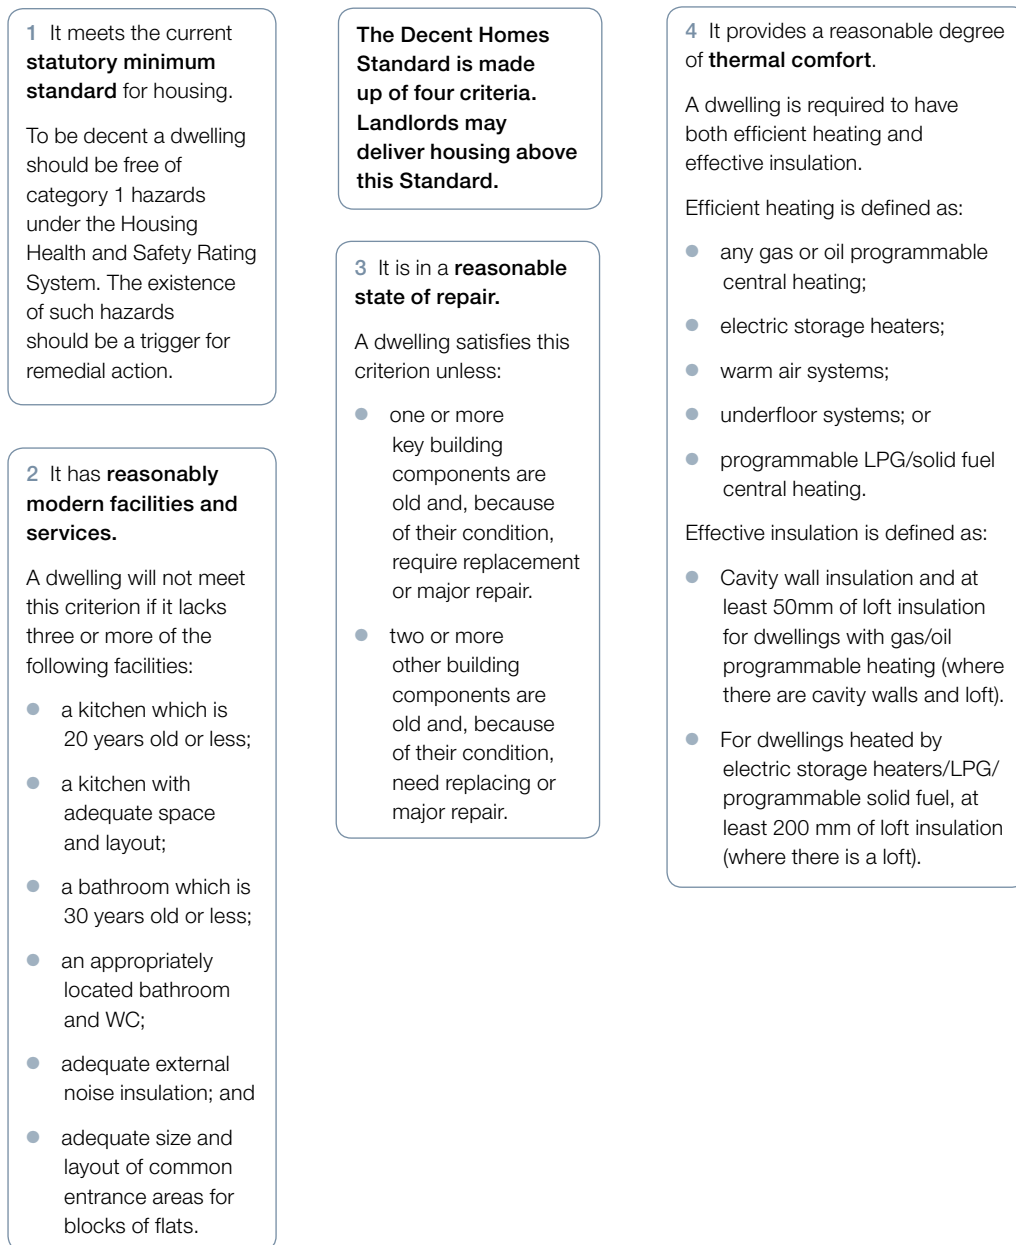 1 It meets the current
statutory minimum
standard for housing.
To be decent a dwelling
should be free of
category 1 hazards
under the Housing
Health and Safety Rating
System. The existence
of such hazards
should be a trigger for
remedial action.
2 It has reasonably
modern facilities and
services.
A dwelling will not meet
this criterion if it lacks
three or more of the
following facilities:
● a kitchen which is
20 years old or less;
● a kitchen with
adequate space
and layout;
● a bathroom which is
30 years old or less;
● an appropriately
located bathroom
and WC;
● adequate external
noise insulation; and
● adequate size and
layout of common
entrance areas for
blocks of flats.
The Decent Homes
Standard is made
up of four criteria.
Landlords may
deliver housing above
this Standard.
3 It is in a reasonable
state of repair.
A dwelling satisfies this
criterion unless:
● one or more
key building
components are
old and, because
of their condition,
require replacement
or major repair.
● two or more
other building
components are
old and, because
of their condition,
need replacing or
major repair.
4 It provides a reasonable degree
of thermal comfort.
A dwelling is required to have
both efficient heating and
effective insulation.
Efficient heating is defined as:
● any gas or oil programmable
central heating;
● electric storage heaters;
● warm air systems;
● underfloor systems; or
● programmable LPG/solid fuel
central heating.
Effective insulation is defined as:
● Cavity wall insulation and at
least 50mm of loft insulation
for dwellings with gas/oil
programmable heating (where
there are cavity walls and loft).
● For dwellings heated by
electric storage heaters/LPG/
programmable solid fuel, at
least 200 mm of loft insulation
(where there is a loft).